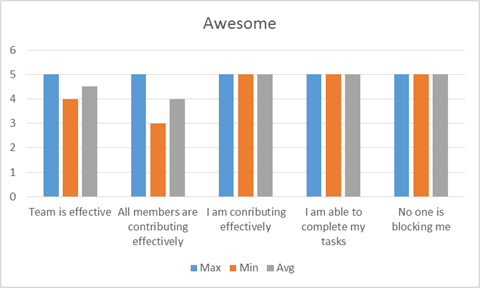 Awesome
6
5
4
3
2
1
0
Team is effective
All members are
contributing
effectively
I am conributing
effectively
I am able to
complete my
tasks
No one is
blocking me
Max Min Avg